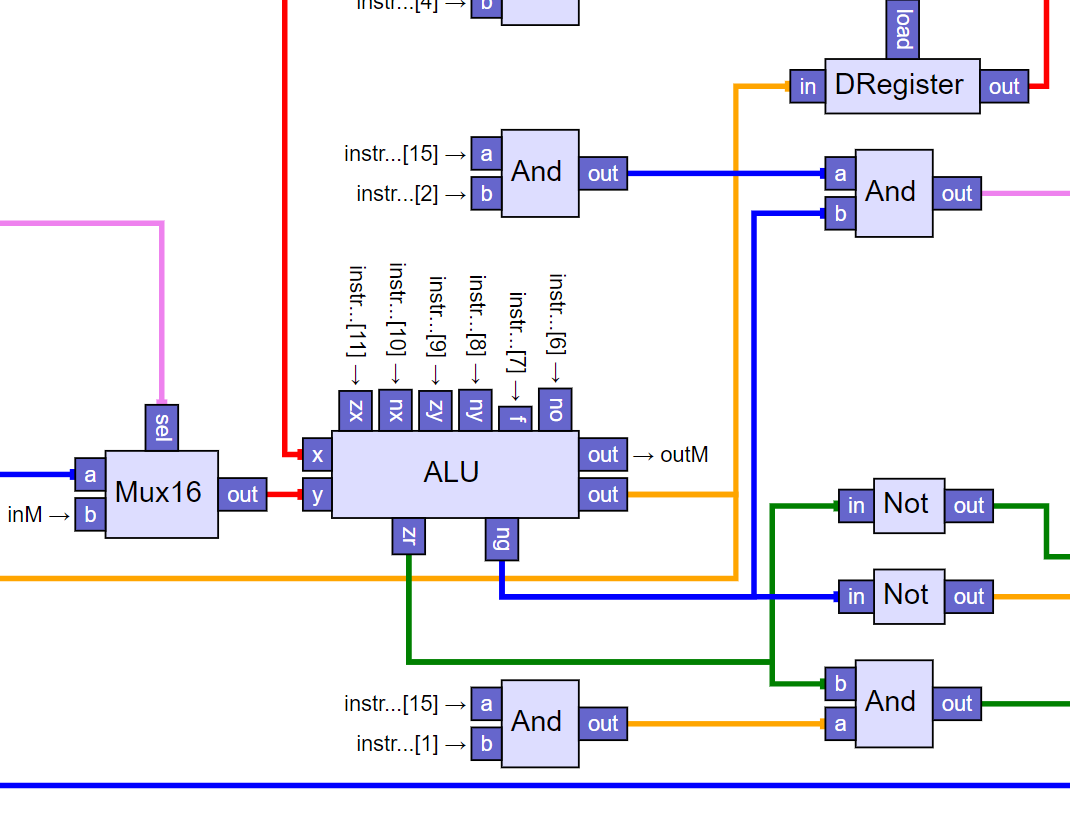 instr...[4] → b
load
in DRegister out
instr...[15] → a
And out
instr...[2] → b
a
And out
b
instr...[11] →
instr...[10] →
instr...[9] →
instr...[8] →
instr...[7] →
instr...[6] →
zx nx zy ny f no
sel
x ALU out → outM
y out
a Mux16 out
inM → b
zr ng
in Not out
in Not out
b
And out
a
instr...[15] → a
And out
instr...[1] → b